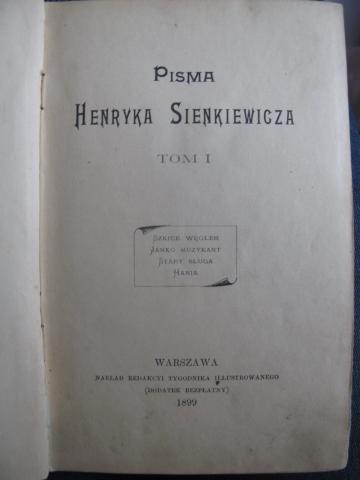 PISMA
HENRYKA SIENKIEWICZA
TOM I
SZKICE WĘGLEM
JANKO MUZYKANT
STARY SŁUGA
HANIA
WARSZAWA
NAKŁAD REDAKCYI TYGODNIKA ILLUSTROWANEGO
(DODATEK BEZPŁATNY)
1899